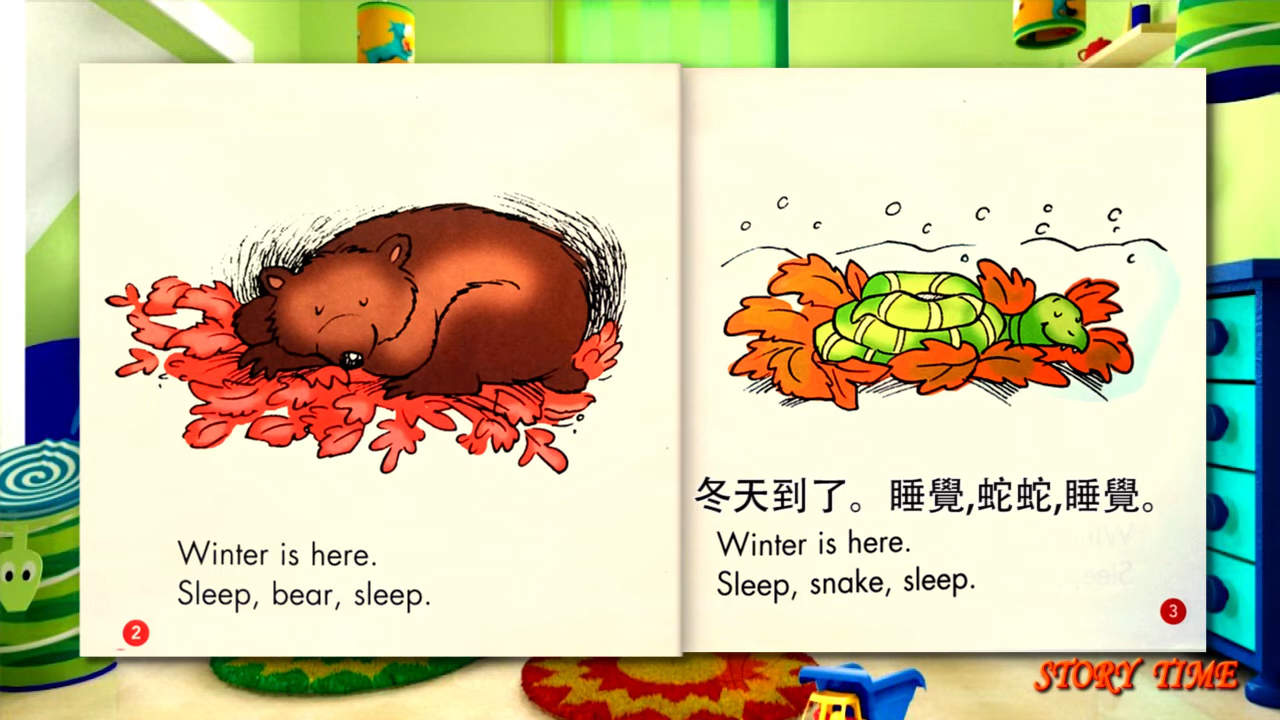 Winter is here.
Sleep, bear, sleep.
2
冬天到了。睡覺,蛇蛇,睡覺。
Winter is here.
Sleep, snake, sleep.
3
STORY TIME